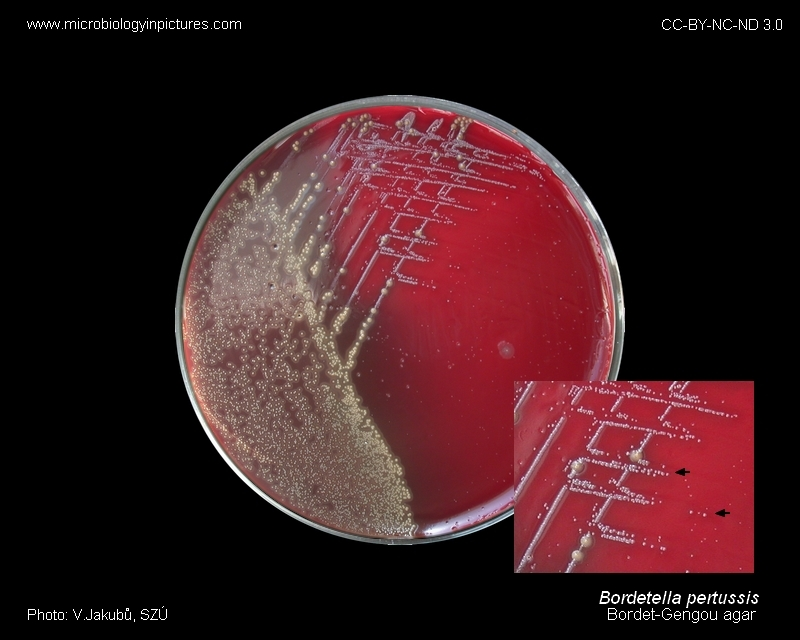 www.microbiologyinpictures.com
CC-BY-NC-ND 3.0
Bordetella pertussis
Photo: V.Jakubů, SZÚ
Bordet-Gengou agar